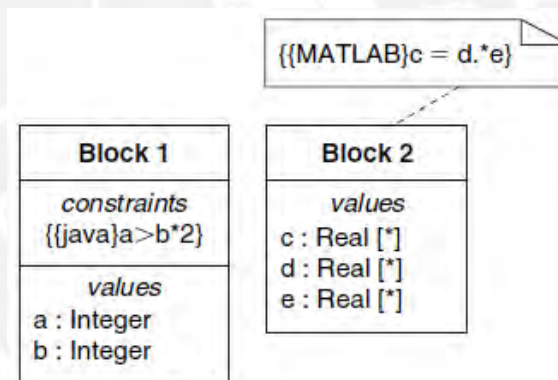 {{MATLAB}c = d.*e}
Block 1
constraints
{{java}a>b*2}
values
a : Integer
b : Integer
Block 2
values
c : Real [*]
d : Real [*]
e : Real [*]